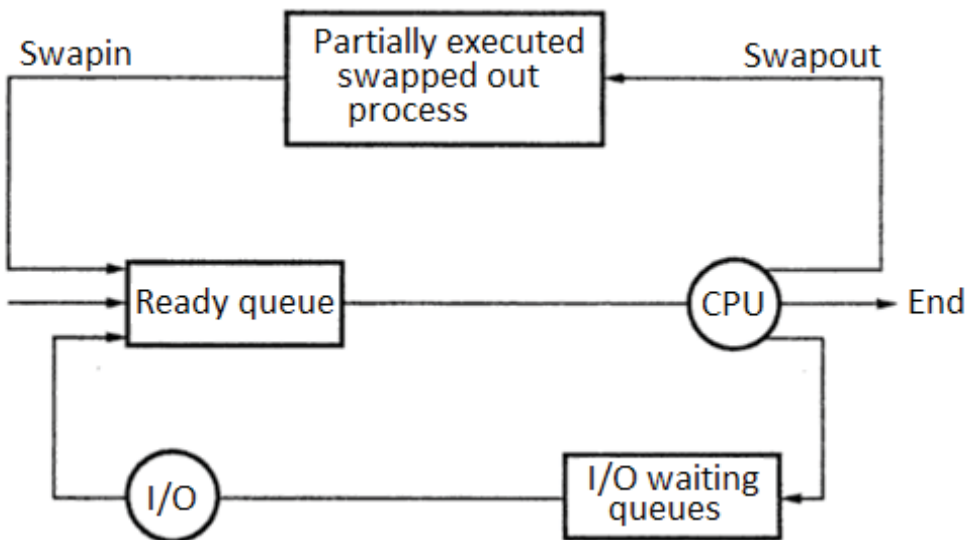 Swapin
Partially executed
swapped out
process
Swapout
Ready queue
CPU
End
I/O
I/O waiting
queues